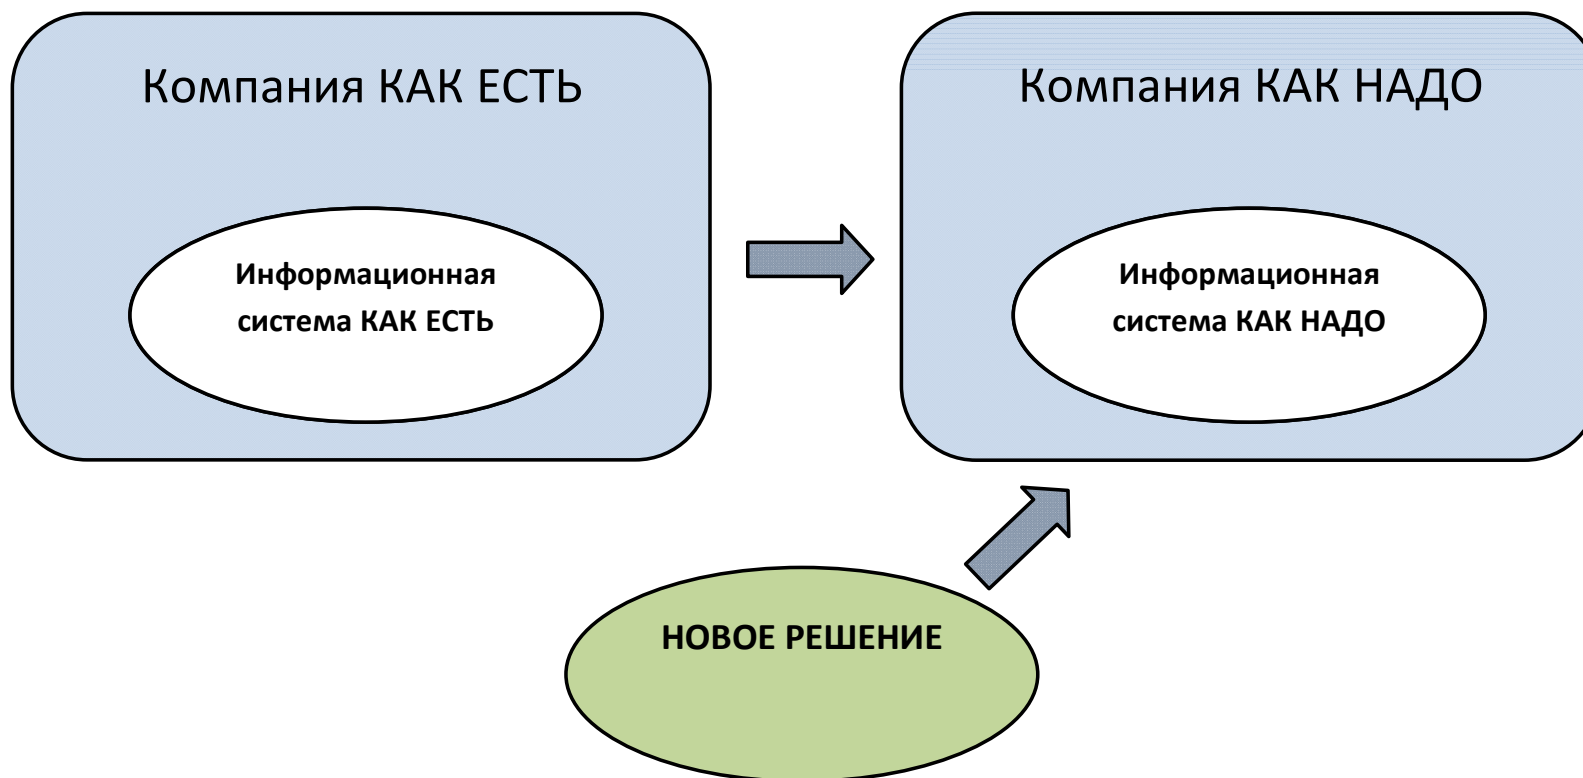 Компания КАК ЕСТЬ
Информационная
система КАК ЕСТЬ
Компания КАК НАДО
Информационная
система КАК НАДО
НОВОЕ РЕШЕНИЕ